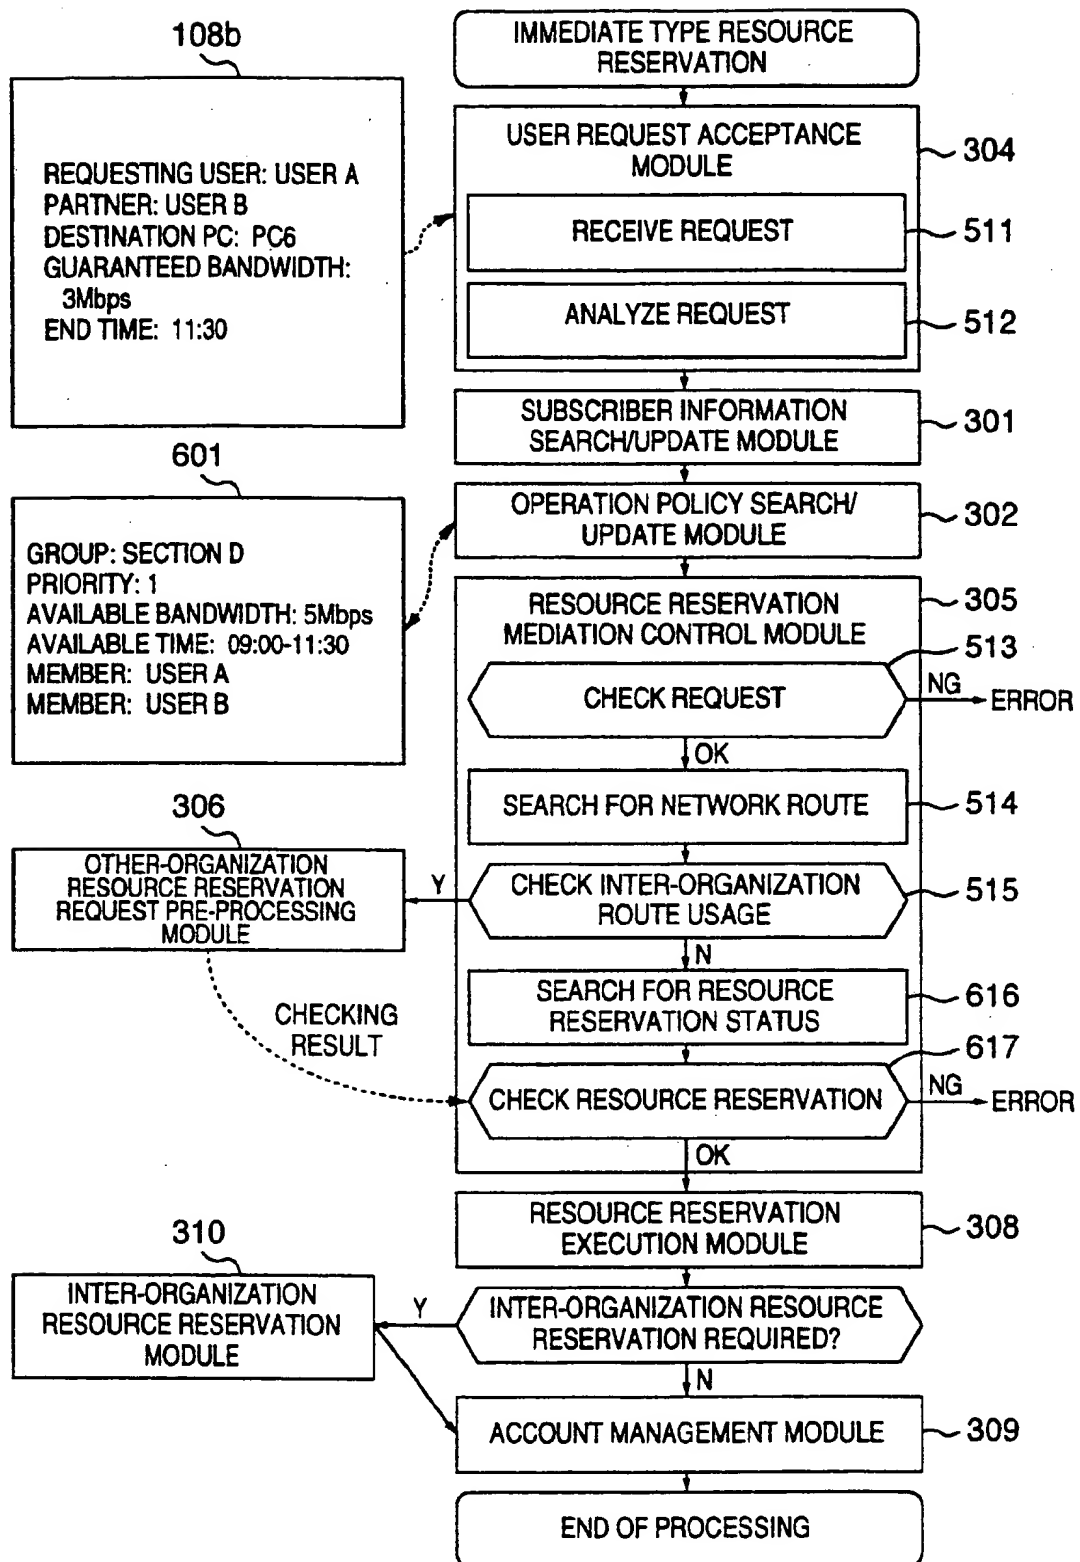 IMMEDIATE TYPE RESOURCE
RESERVATION
108b
REQUESTING USER: USER A
PARTNER: USER B
DESTINATION PC: PC6
GUARANTEED BANDWIDTH:
3Mbps
END TIME: 11:30
USER REQUEST ACCEPTANCE
MODULE
304
RECEIVE REQUEST
511
ANALYZE REQUEST
512
SUBSCRIBER INFORMATION
SEARCH/UPDATE MODULE
301
601
GROUP: SECTION D
PRIORITY: 1
AVAILABLE BANDWIDTH: 5Mbps
AVAILABLE TIME: 09:00-11:30
MEMBER: USER A
MEMBER: USER B
OPERATION POLICY SEARCH/
UPDATE MODULE
302
RESOURCE RESERVATION
MEDIATION CONTROL MODULE
305
513
CHECK REQUEST
NG
ERROR
OK
SEARCH FOR NETWORK ROUTE
514
306
OTHER-ORGANIZATION
RESOURCE RESERVATION
REQUEST PRE-PROCESSING
MODULE
Y
CHECK INTER-ORGANIZATION
ROUTE USAGE
515
N
SEARCH FOR RESOURCE
RESERVATION STATUS
616
CHECKING
RESULT
617
CHECK RESOURCE RESERVATION
NG
ERROR
OK
RESOURCE RESERVATION
EXECUTION MODULE
308
310
INTER-ORGANIZATION
RESOURCE RESERVATION
MODULE
Y
INTER-ORGANIZATION RESOURCE
RESERVATION REQUIRED?
N
ACCOUNT MANAGEMENT MODULE
309
END OF PROCESSING